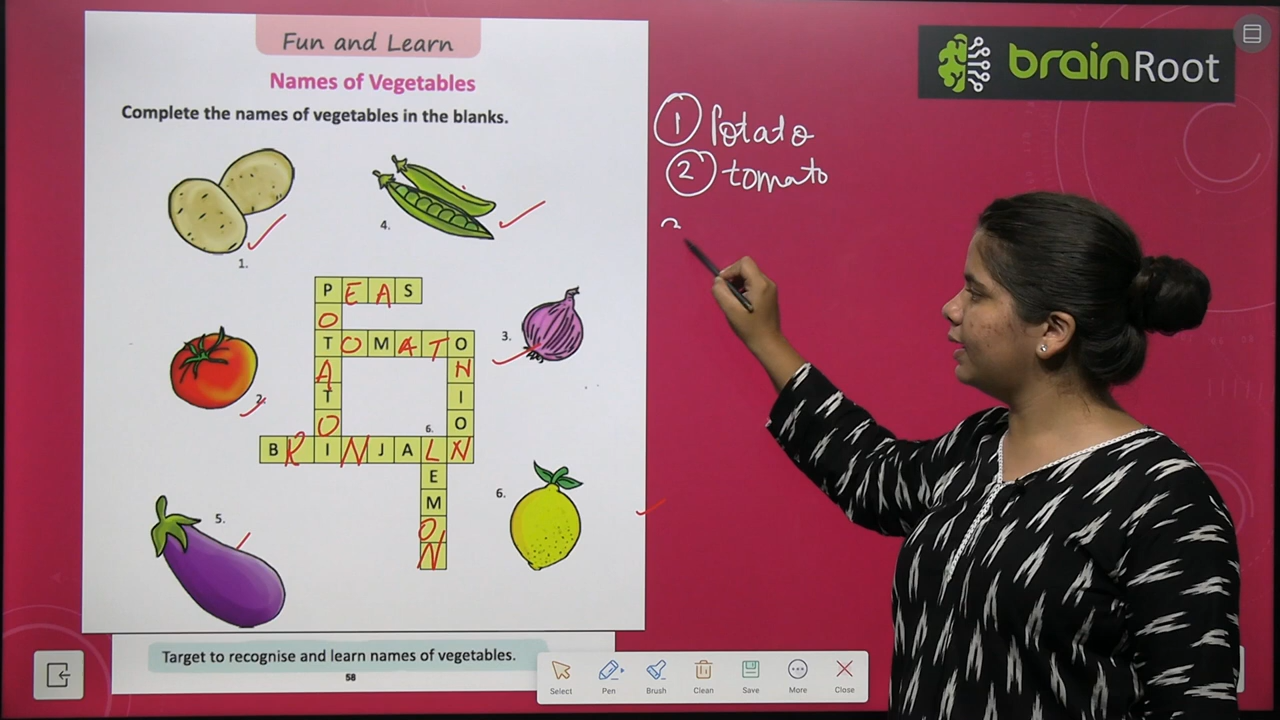 Fun and Learn
Names of Vegetables
Complete the names of vegetables in the blanks.
brainRoot
1 Potato
2 tomato
4.
1.
PEAS
O
TOMATO
3.
A N
T I
2.
O O
6.
BRINJALN
E
M
O
N
5.
6.
Target to recognise and learn names of vegetables.
58
Select
Pen
Brush
Clean
Save
More
Close